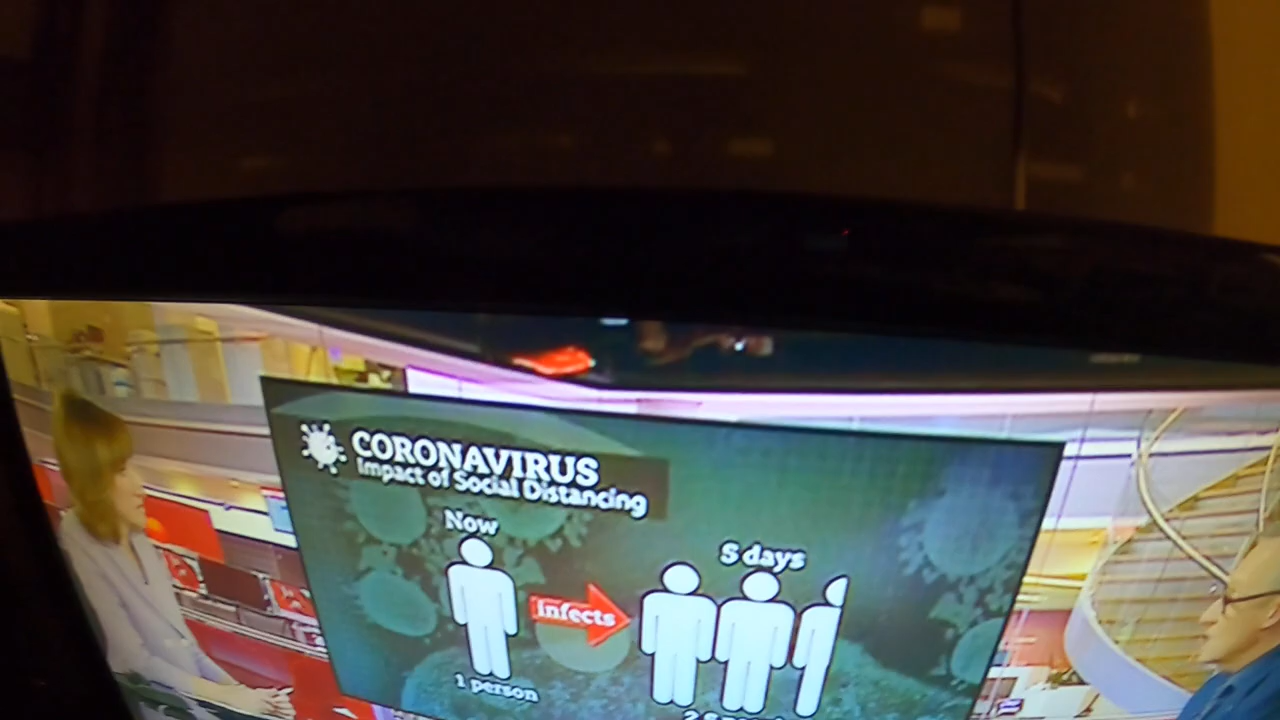 CORONAVIRUS
Impact of Social Distancing
Now
5 days
infects
1 person